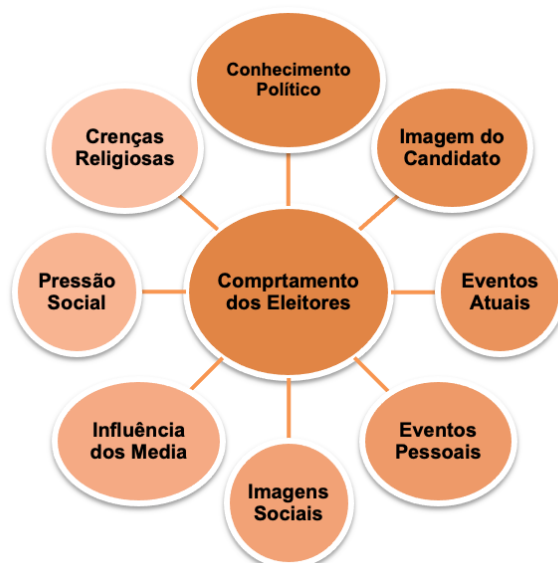 Conhecimento
Político
Imagem do
Candidato
Eventos
Atuais
Eventos
Pessoais
Imagens
Sociais
Influência
dos Media
Pressão
Social
Crenças
Religiosas
Comprtamento
dos Eleitores